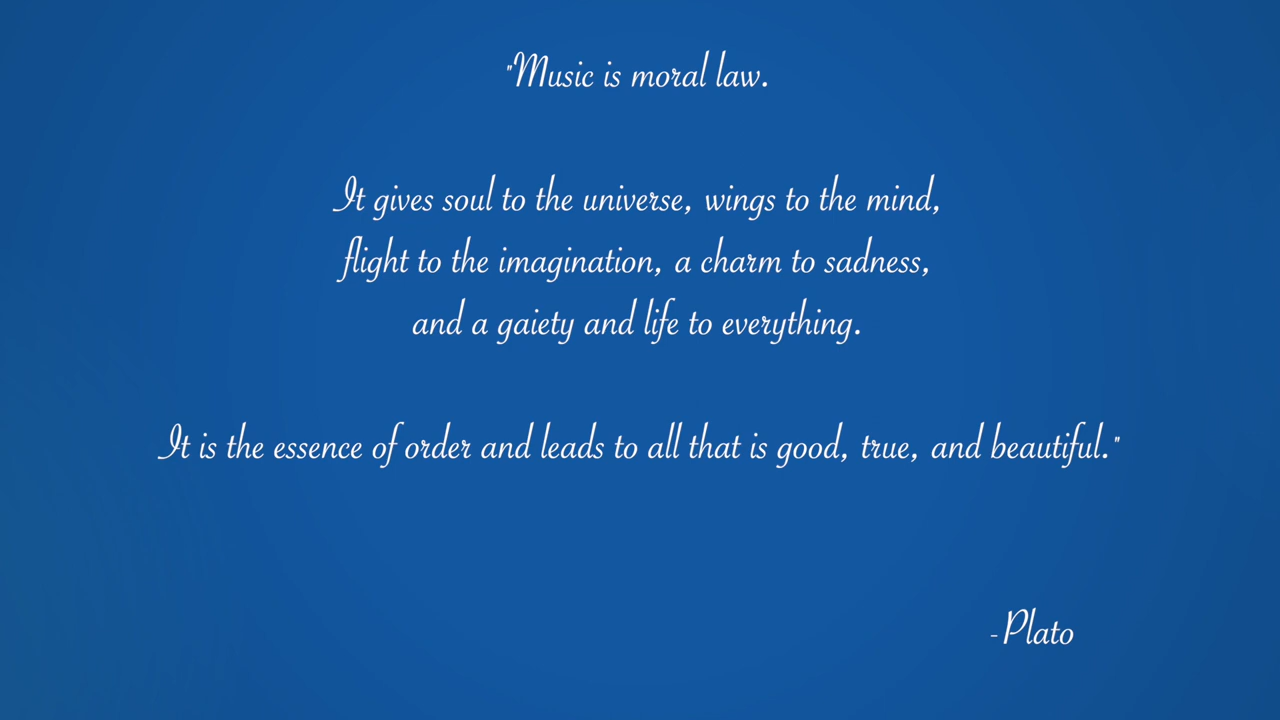 "Music is moral law.
It gives soul to the universe, wings to the mind,
flight to the imagination, a charm to sadness,
and a gaiety and life to everything.
It is the essence of order and leads to all that is good, true, and beautiful."
-Plato